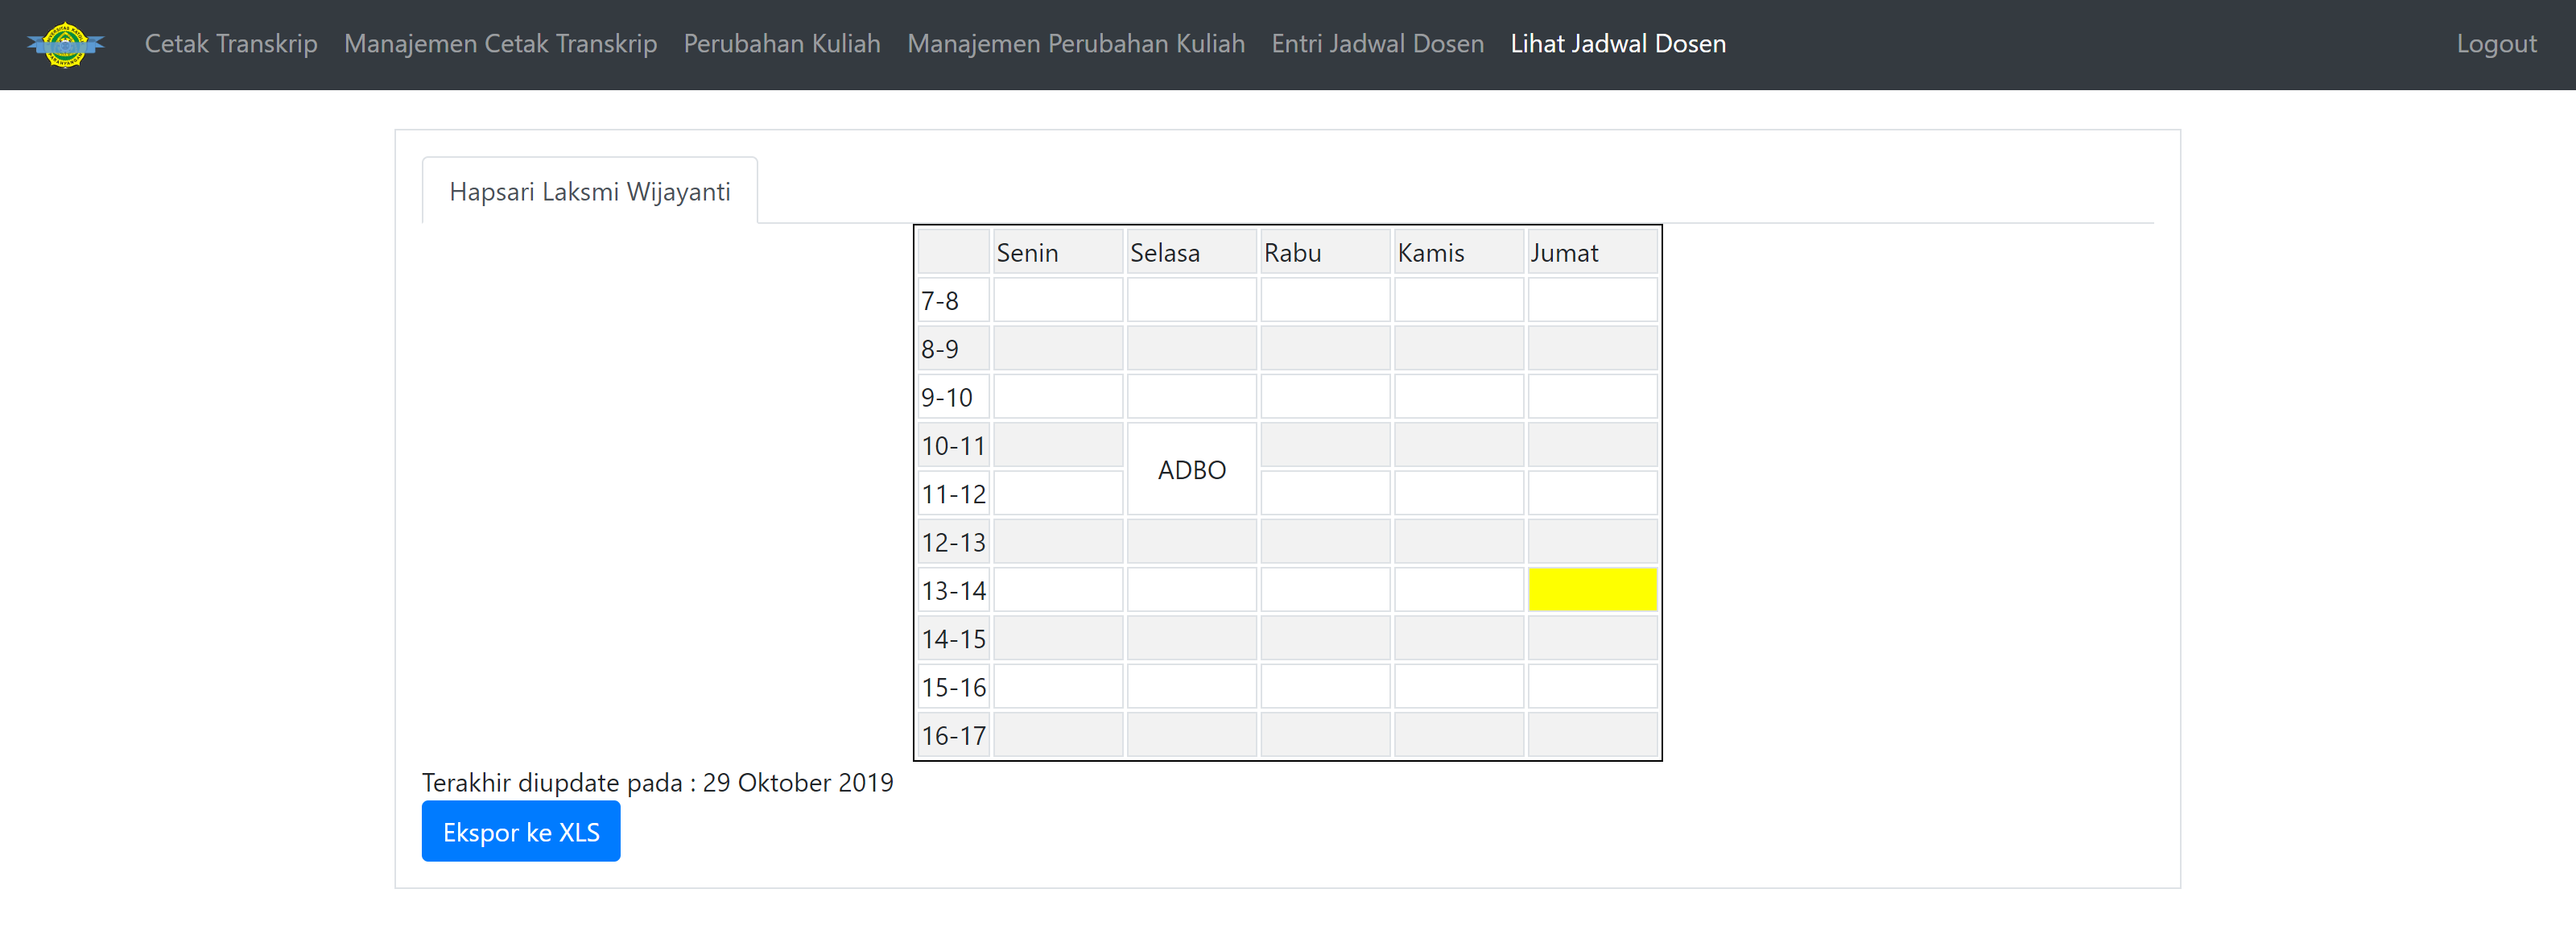 Cetak Transkrip Manajemen Cetak Transkrip Perubahan Kuliah Manajemen Perubahan Kuliah Entri Jadwal Dosen Lihat Jadwal Dosen Logout
Hapsari Laksmi Wijayanti
Senin Selasa Rabu Kamis Jumat
7-8
8-9
9-10
10-11
ADBO
11-12
12-13
13-14
14-15
15-16
16-17
Terakhir diupdate pada : 29 Oktober 2019
Ekspor ke XLS